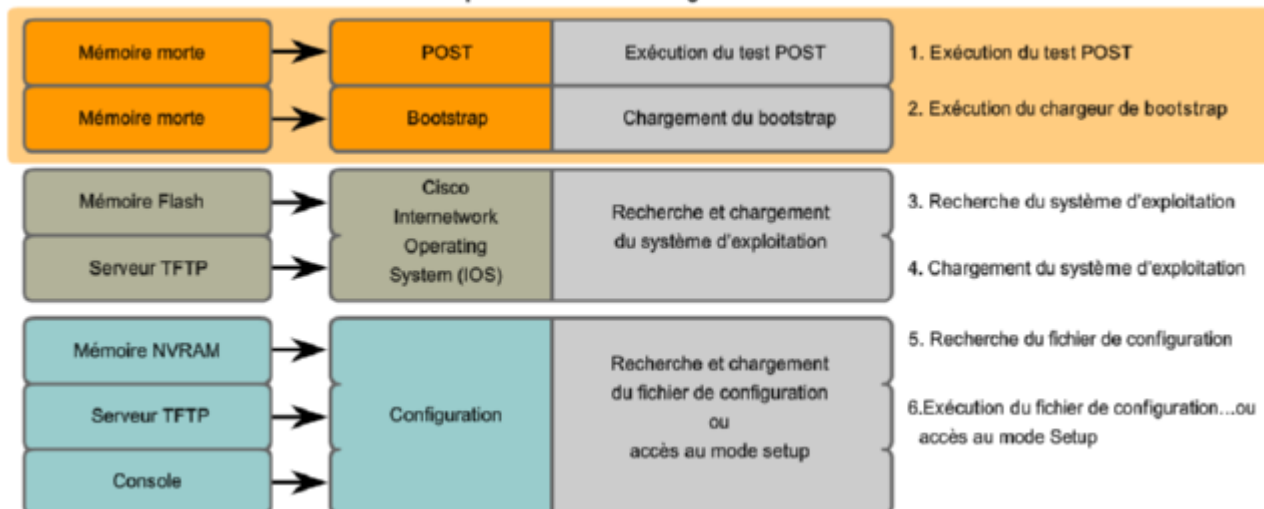 Mémoire morte
POST
Exécution du test POST
1. Exécution du test POST
Mémoire morte
Bootstrap
Chargement du bootstrap
2. Exécution du chargeur de bootstrap
Mémoire Flash
Serveur TFTP
Cisco
Internetwork
Operating
System (IOS)
Recherche et chargement
du système d'exploitation
3. Recherche du système d'exploitation
4. Chargement du système d'exploitation
Mémoire NVRAM
Serveur TFTP
Console
Configuration
Recherche et chargement
du fichier de configuration
ou
accès au mode setup
5. Recherche du fichier de configuration
6.Exécution du fichier de configuration...ou
accès au mode Setup